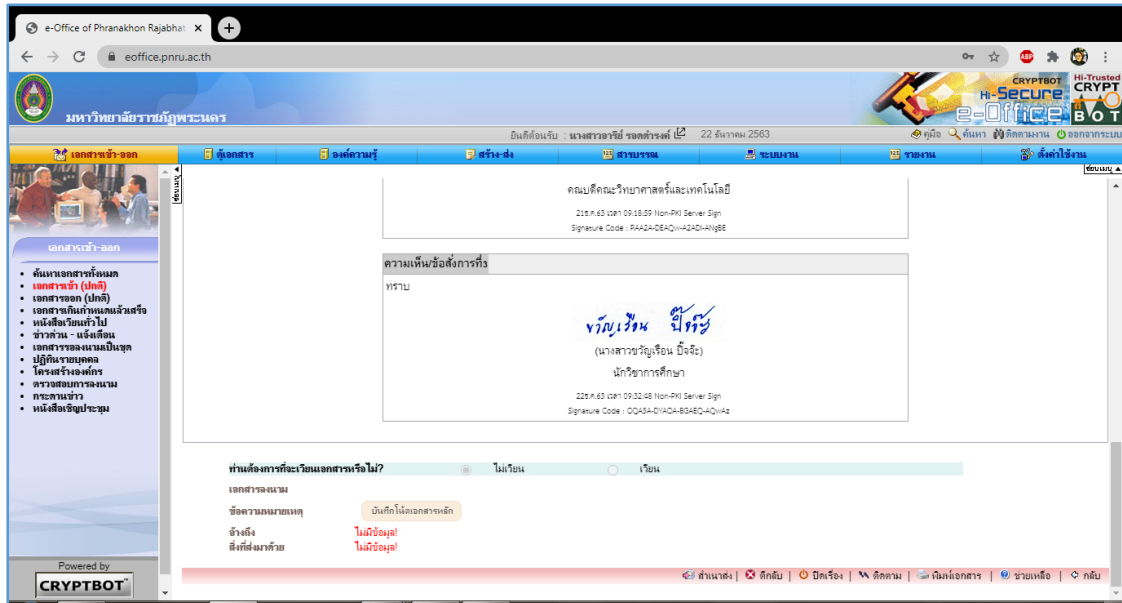 e-Office of Phranakhon Rajabhat
eoffice.pnru.ac.th
ABP
มหาวิทยาลัยราชภัฏพระนคร
CRYPTBOT
Hi-Secure
e-Office
Hi-Trusted
CRYPT
BOT
ยินดีต้อนรับ : นางสาวอารีย์ รอดดำรงค์ 22 ธันวาคม 2563
คู่มือ ค้นหา ติดตามงาน ออกจากระบบ
เอกสารเข้า-ออก ตู้เอกสาร องค์ความรู้ สร้าง-ส่ง สารบรรณ ระบบงาน รายงาน ตั้งค่าใช้งาน
ซ่อนเมนู
ซ่อนเมนู
เอกสารเข้า-ออก
ค้นหาเอกสารทั้งหมด
เอกสารเข้า (ปกติ)
เอกสารออก (ปกติ)
เอกสารเกินกำหนดแล้วเสร็จ
หนังสือเวียนทั่วไป
ข่าวด่วน - แจ้งเตือน
เอกสารรอลงนามเป็นชุด
ปฏิทินรายบุคคล
โครงสร้างองค์กร
ตรวจสอบการลงนาม
กระดานข่าว
หนังสือเชิญประชุม
Powered by
CRYPTBOT
คณบดีคณะวิทยาศาสตร์และเทคโนโลยี
21ธ.ค.63 เวลา 09:18:59 Non-PKI Server Sign
Signature Code : RAA2A-DEAQw-A2ADI-ANgBE
ความเห็น/ข้อสั่งการที่3
ทราบ
ขวัญเรือน ปิ๊จจ๊ะ
(นางสาวขวัญเรือน ปิ๊จจ๊ะ)
นักวิชาการศึกษา
22ธ.ค.63 เวลา 09:32:48 Non-PKI Server Sign
Signature Code : OQA5A-DYAOA-BGAEQ-AQwAz
ท่านต้องการที่จะเวียนเอกสารหรือไม่? ไม่เวียน เวียน
เอกสารลงนาม
ข้อความหมายเหตุ บันทึกโน้ตเอกสารหลัก
อ้างถึง ไม่มีข้อมูล!
สิ่งที่ส่งมาด้วย ไม่มีข้อมูล!
สำเนาส่ง | ตีกลับ | ปิดเรื่อง | ติดตาม | พิมพ์เอกสาร | ช่วยเหลือ | กลับ